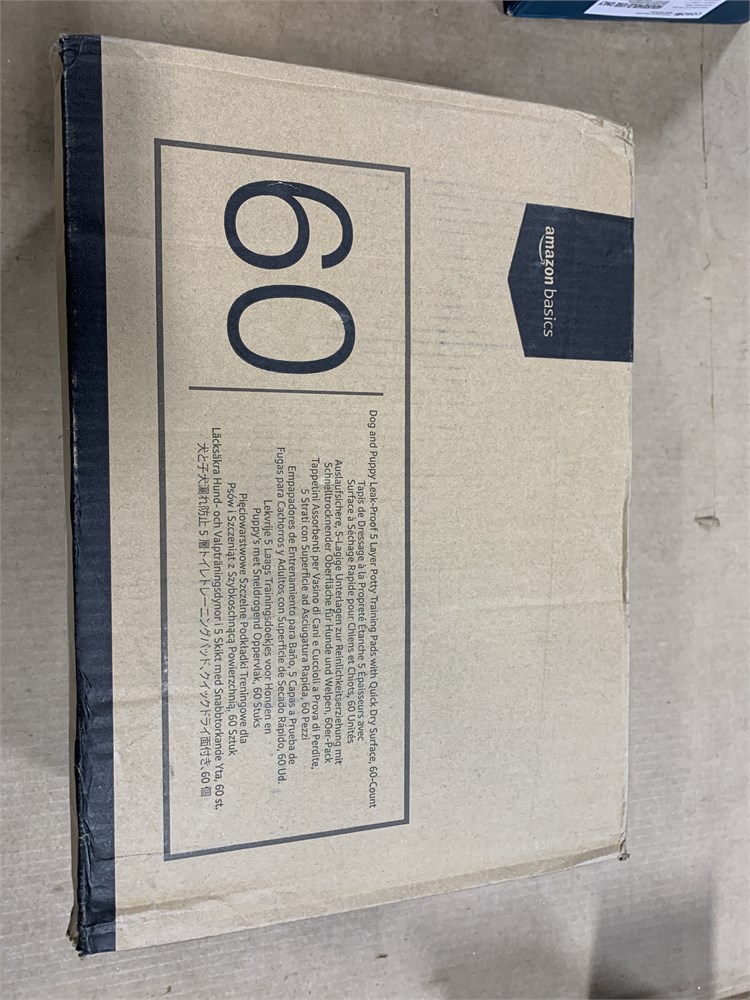 amazon basics
60
Dog and Puppy Leak-Proof 5 Layer Potty Training Pads with Quick Dry Surface, 60-Count
Tapis de Dressage à la Propreté Étanche 5 Épaisseurs avec
Surface à Séchage Rapide pour Chiens et Chiots, 60 Unités
Auslaufsichere, 5-Lagige Unterlagen zur Reinlichkeitserziehung mit
Schnelltrocknender Oberfläche für Hunde und Welpen, 60er-Pack
Tappetini Assorbenti per Vasino di Cani e Cuccioli a Prova di Perdite,
5 Strati con Superficie ad Asciugatura Rapida, 60 Pezzi
Empapadores de Entrenamiento para Baño, 5 Capas a Prueba de
Fugas para Cachorros y Adultos con Superficie de Secado Rápido, 60 Ud.
Lekvrije 5 Laags Trainingsdoekjes voor Honden en
Puppy's met Sneldrogend Oppervlak, 60 Stuks
Pięciowarstwowe Szczelne Podkładki Treningowe dla
Psów i Szczeniąt z Szybkoschnącą Powierzchnią, 60 Sztuk
Läcksäkra Hund- och Valpträningsdynor i 5 Skikt med Snabbtorkande Yta, 60 st.
犬と子犬漏れ防止 5 層トイレトレーニングパッド、クイックドライ面付き、60 個
HOUSEHOLD USE ONLY